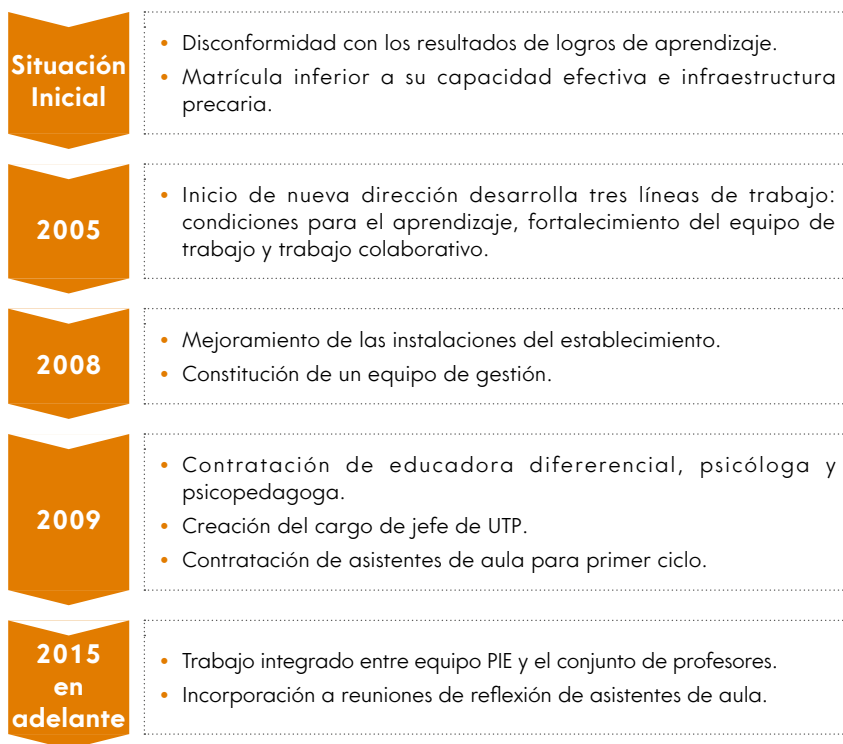 Situación
Inicial
• Disconformidad con los resultados de logros de aprendizaje.
• Matrícula inferior a su capacidad efectiva e infraestructura
precaria.
2005
• Inicio de nueva dirección desarrolla tres líneas de trabajo:
condiciones para el aprendizaje, fortalecimiento del equipo de
trabajo y trabajo colaborativo.
2008
• Mejoramiento de las instalaciones del establecimiento.
• Constitución de un equipo de gestión.
2009
• Contratación de educadora difererencial, psicóloga y
psicopedagoga.
• Creación del cargo de jefe de UTP.
• Contratación de asistentes de aula para primer ciclo.
2015
en
adelante
• Trabajo integrado entre equipo PIE y el conjunto de profesores.
• Incorporación a reuniones de reflexión de asistentes de aula.